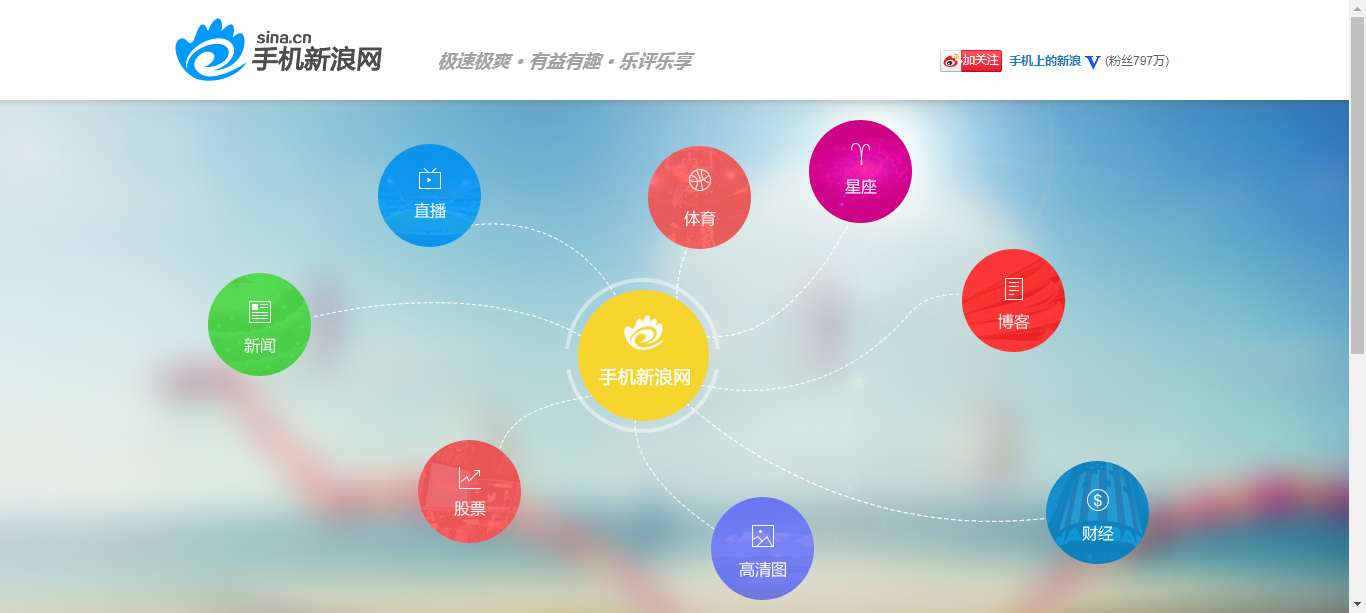 sina.cn
手机新浪网
极速极爽·有益有趣·乐评乐享
加关注 手机上的新浪 V (粉丝797万)
直播
体育
星座
新闻
博客
手机新浪网
股票
高清图
财经